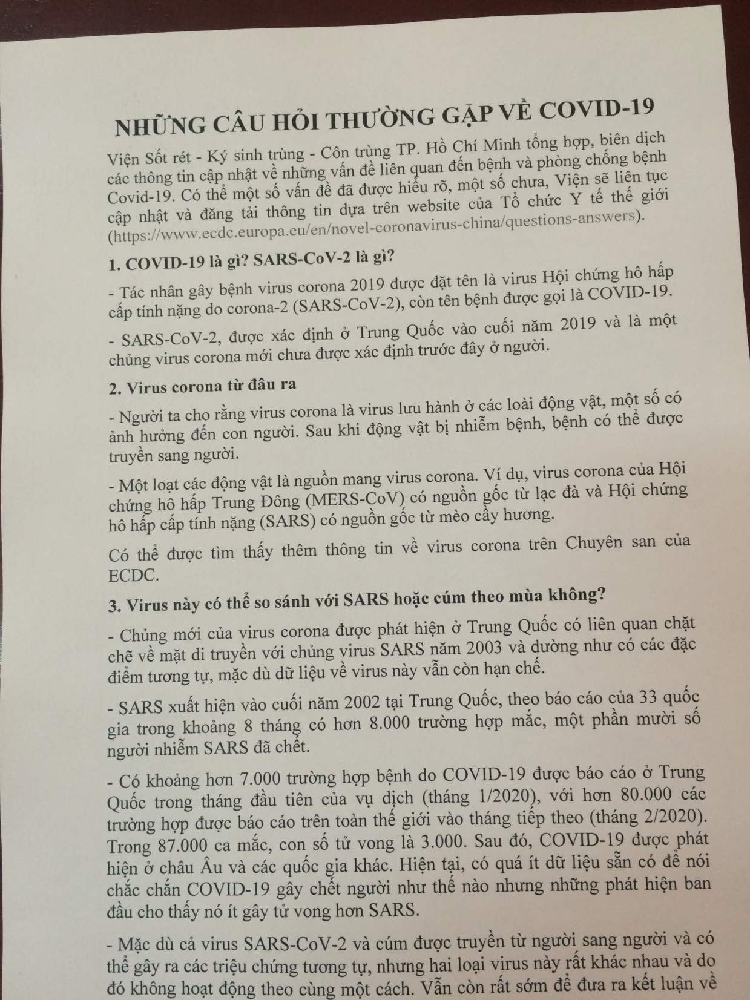 NHỮNG CÂU HỎI THƯỜNG GẶP VỀ COVID-19
Viện Sốt rét - Ký sinh trùng - Côn trùng TP. Hồ Chí Minh tổng hợp, biên dịch
các thông tin cập nhật về những vấn đề liên quan đến bệnh và phòng chống bệnh
Covid-19. Có thể một số vấn đề đã được hiểu rõ, một số chưa, Viện sẽ liên tục
cập nhật và đăng tải thông tin dựa trên website của Tổ chức Y tế thế giới
(https://www.ecdc.europa.eu/en/novel-coronavirus-china/questions-answers).
1. COVID-19 là gì? SARS-CoV-2 là gì?
- Tác nhân gây bệnh virus corona 2019 được đặt tên là virus Hội chứng hô hấp
cấp tính nặng do corona-2 (SARS-CoV-2), còn tên bệnh được gọi là COVID-19.
- SARS-CoV-2, được xác định ở Trung Quốc vào cuối năm 2019 và là một
chủng virus corona mới chưa được xác định trước đây ở người.
2. Virus corona từ đâu ra
- Người ta cho rằng virus corona là virus lưu hành ở các loài động vật, một số có
ảnh hưởng đến con người. Sau khi động vật bị nhiễm bệnh, bệnh có thể được
truyền sang người.
- Một loạt các động vật là nguồn mang virus corona. Ví dụ, virus corona của Hội
chứng hô hấp Trung Đông (MERS-CoV) có nguồn gốc từ lạc đà và Hội chứng
hô hấp cấp tính nặng (SARS) có nguồn gốc từ mèo cầy hương.
Có thể được tìm thấy thêm thông tin về virus corona trên Chuyên san của
ECDC.
3. Virus này có thể so sánh với SARS hoặc cúm theo mùa không?
- Chủng mới của virus corona được phát hiện ở Trung Quốc có liên quan chặt
chẽ về mặt di truyền với chủng virus SARS năm 2003 và dường như có các đặc
điểm tương tự, mặc dù dữ liệu về virus này vẫn còn hạn chế.
- SARS xuất hiện vào cuối năm 2002 tại Trung Quốc, theo báo cáo của 33 quốc
gia trong khoảng 8 tháng có hơn 8.000 trường hợp mắc, một phần mười số
người nhiễm SARS đã chết.
- Có khoảng hơn 7.000 trường hợp bệnh do COVID-19 được báo cáo ở Trung
Quốc trong tháng đầu tiên của vụ dịch (tháng 1/2020), với hơn 80.000 các
trường hợp được báo cáo trên toàn thế giới vào tháng tiếp theo (tháng 2/2020).
Trong 87.000 ca mắc, con số tử vong là 3.000. Sau đó, COVID-19 được phát
hiện ở châu Âu và các quốc gia khác. Hiện tại, có quá ít dữ liệu sẵn có để nói
chắc chắn COVID-19 gây chết người như thế nào nhưng những phát hiện ban
đầu cho thấy nó ít gây tử vong hơn SARS.
- Mặc dù cả virus SARS-CoV-2 và cúm được truyền từ người sang người và có
thể gây ra các triệu chứng tương tự, nhưng hai loại virus này rất khác nhau và do
đó không hoạt động theo cùng một cách. Vẫn còn rất sớm để đưa ra kết luận về